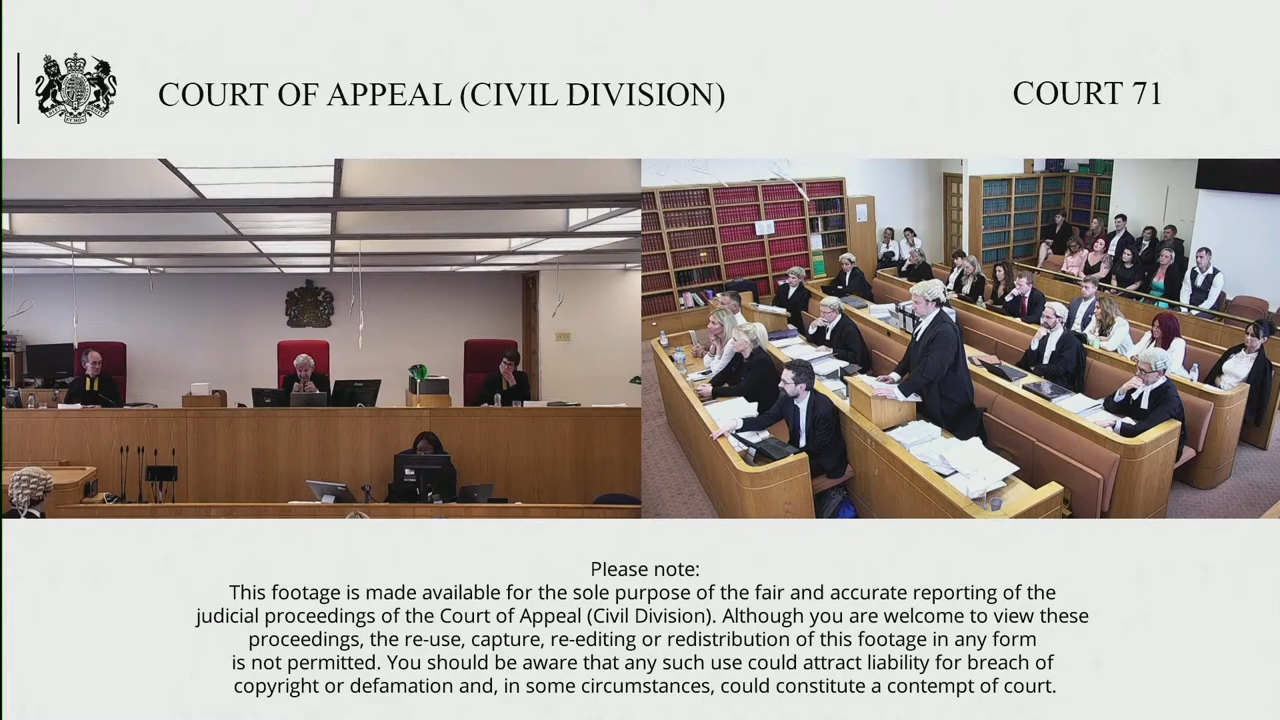 COURT OF APPEAL (CIVIL DIVISION)
COURT 71
Please note:
This footage is made available for the sole purpose of the fair and accurate reporting of the
judicial proceedings of the Court of Appeal (Civil Division). Although you are welcome to view these
proceedings, the re-use, capture, re-editing or redistribution of this footage in any form
is not permitted. You should be aware that any such use could attract liability for breach of
copyright or defamation and, in some circumstances, could constitute a contempt of court.